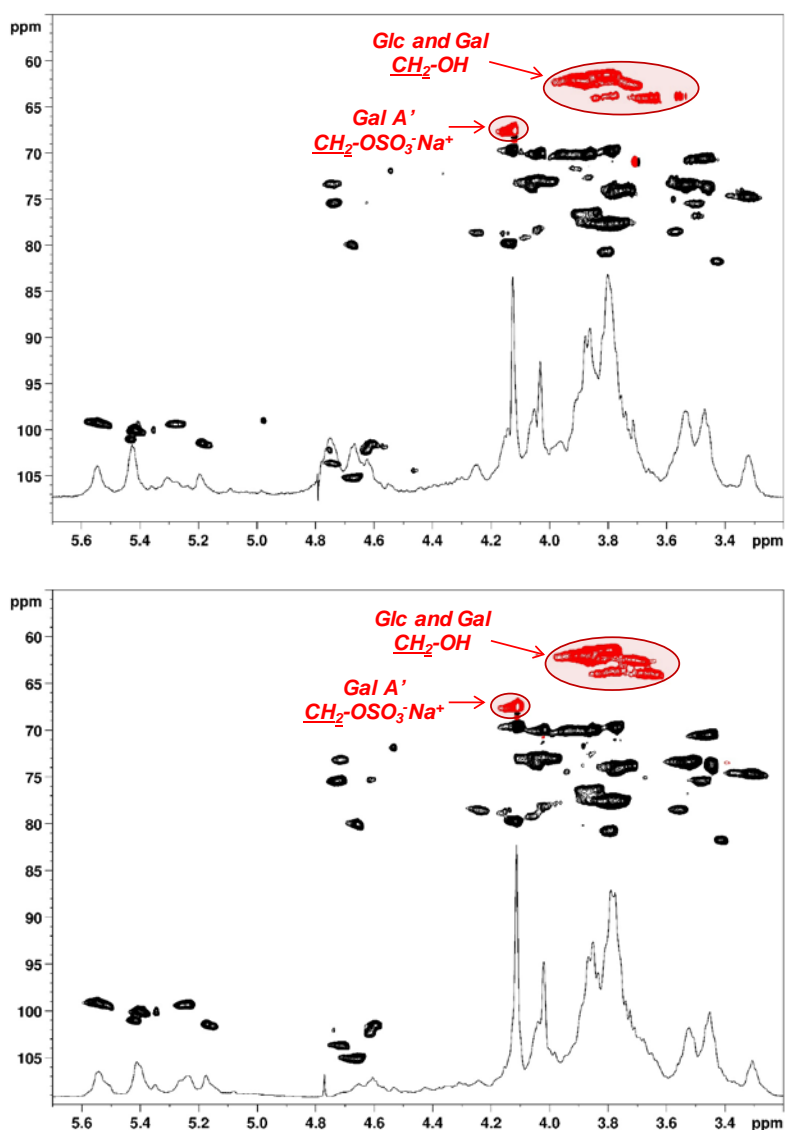 ppm
60
65
70
75
80
85
90
95
100
105
Glc and Gal
CH2-OH
Gal A’
CH2-OSO3-Na+
5.6 5.4 5.2 5.0 4.8 4.6 4.4 4.2 4.0 3.8 3.6 3.4 ppm
ppm
60
65
70
75
80
85
90
95
100
105
Glc and Gal
CH2-OH
Gal A’
CH2-OSO3-Na+
5.6 5.4 5.2 5.0 4.8 4.6 4.4 4.2 4.0 3.8 3.6 3.4 ppm